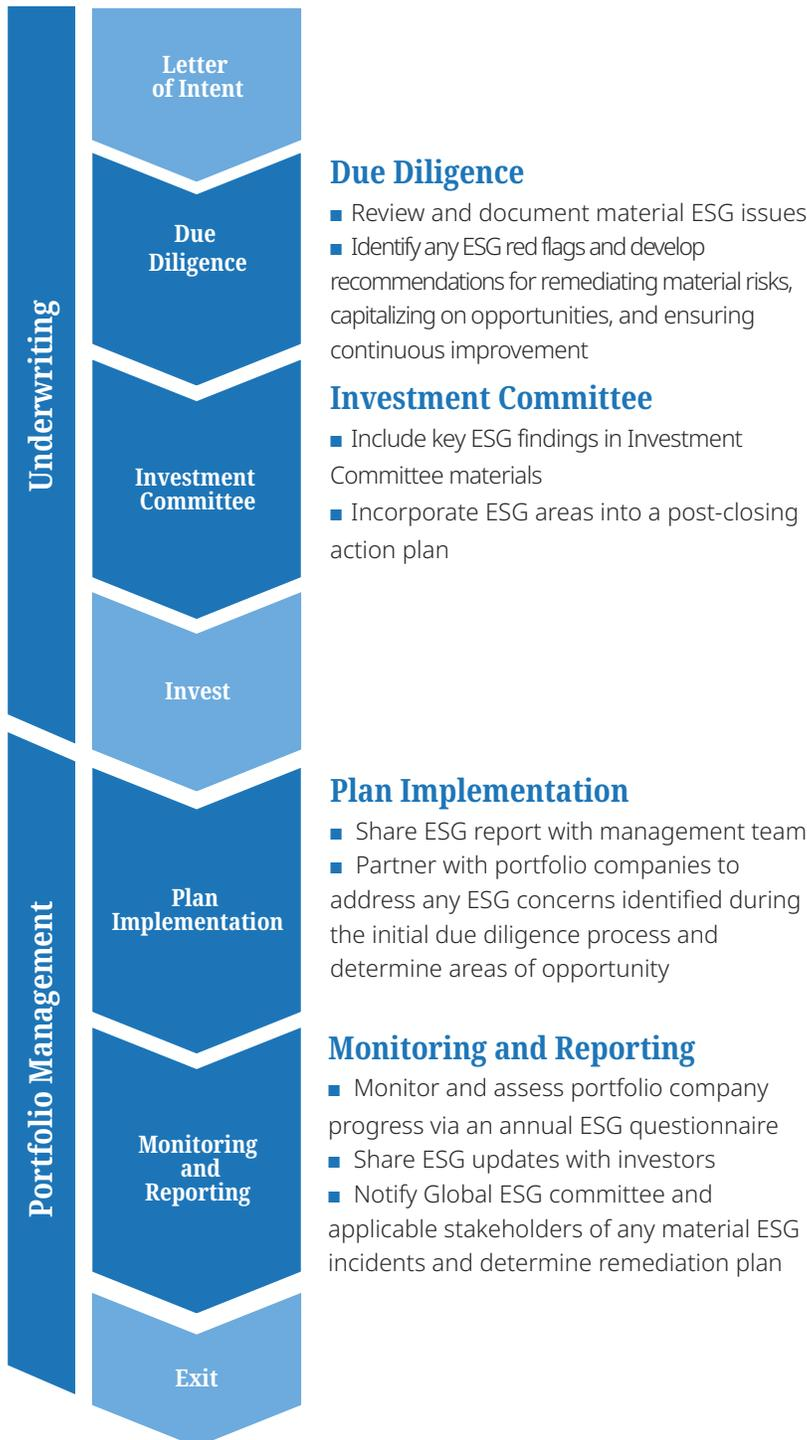 Underwriting
Letter
of Intent
Due
Diligence
Due Diligence
■ Review and document material ESG issues
■ Identify any ESG red flags and develop
recommendations for remediating material risks,
capitalizing on opportunities, and ensuring
continuous improvement
Investment
Committee
Investment Committee
■ Include key ESG findings in Investment
Committee materials
■ Incorporate ESG areas into a post-closing
action plan
Invest
Portfolio Management
Plan
Implementation
Plan Implementation
■ Share ESG report with management team
■ Partner with portfolio companies to
address any ESG concerns identified during
the initial due diligence process and
determine areas of opportunity
Monitoring
and
Reporting
Monitoring and Reporting
■ Monitor and assess portfolio company
progress via an annual ESG questionnaire
■ Share ESG updates with investors
■ Notify Global ESG committee and
applicable stakeholders of any material ESG
incidents and determine remediation plan
Exit